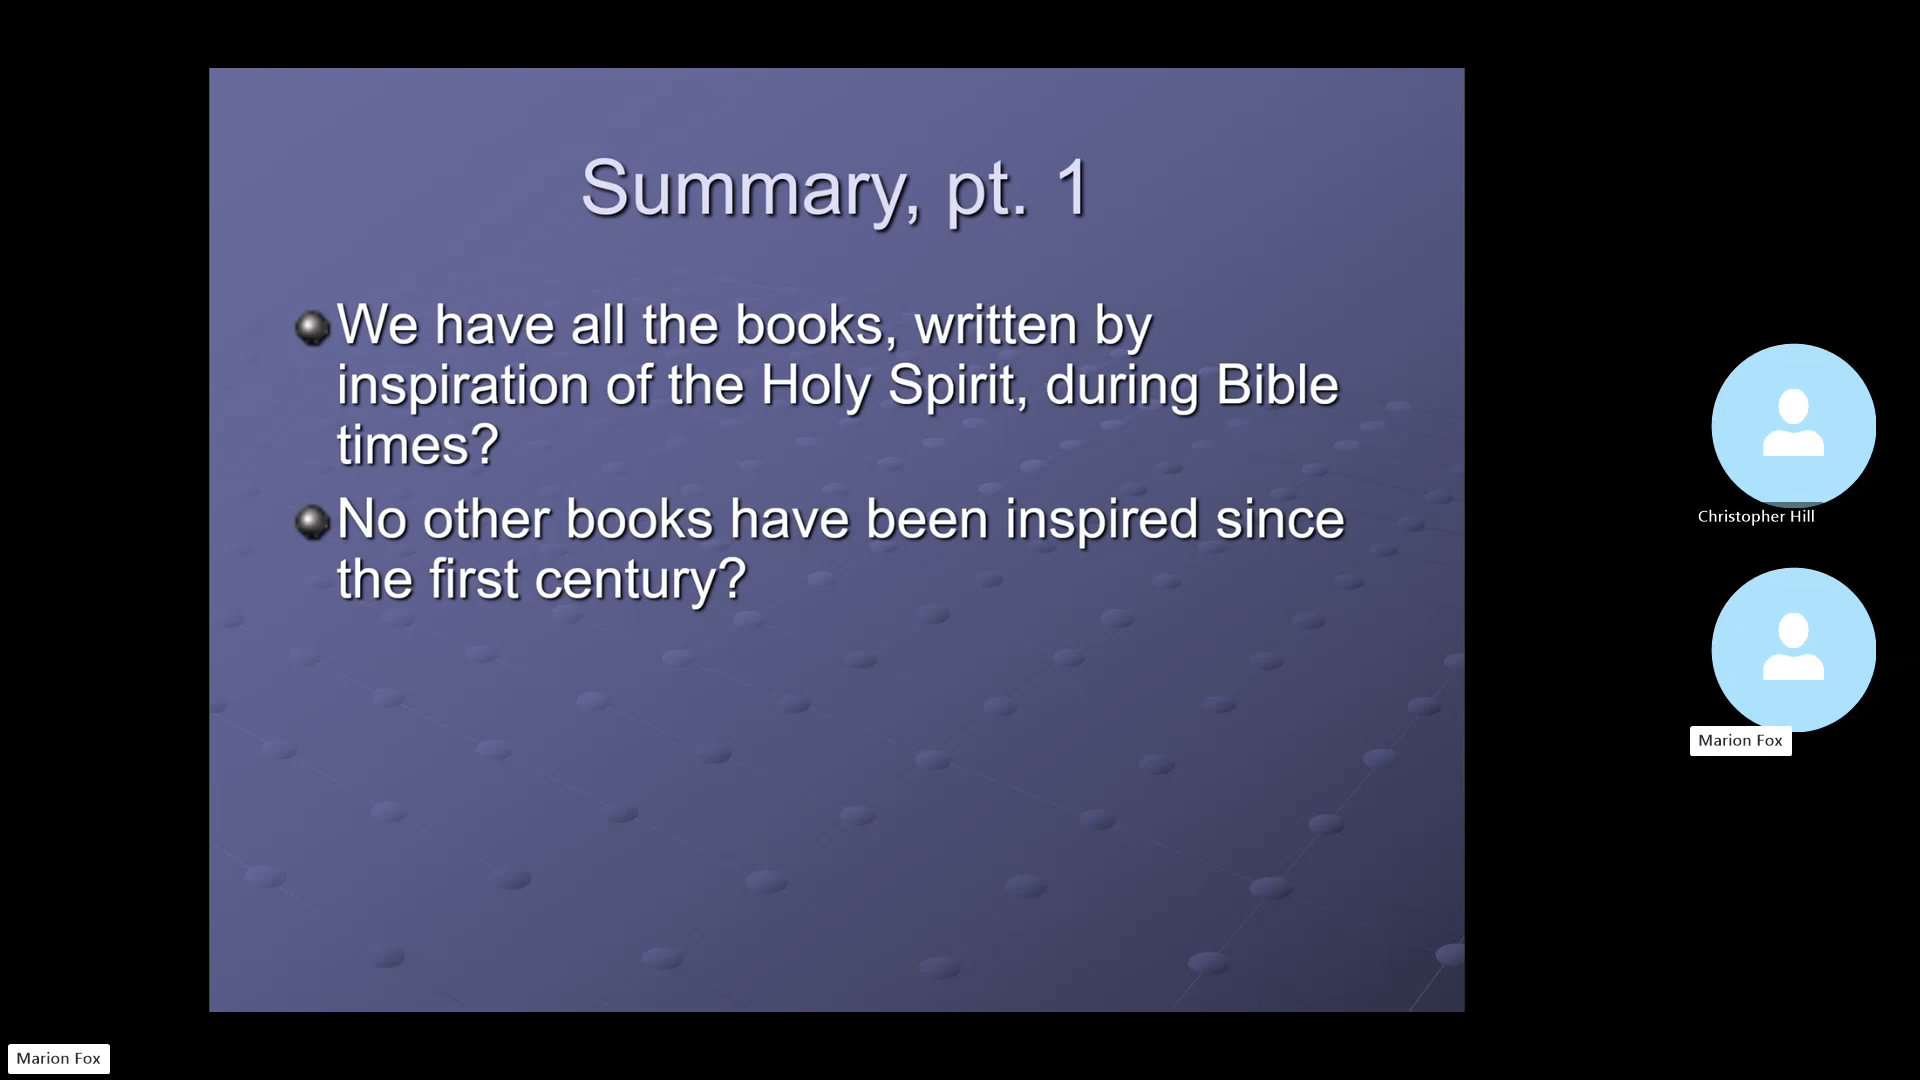 Summary, pt. 1
We have all the books, written by
inspiration of the Holy Spirit, during Bible
times?
No other books have been inspired since
the first century?
Christopher Hill
Marion Fox
Marion Fox